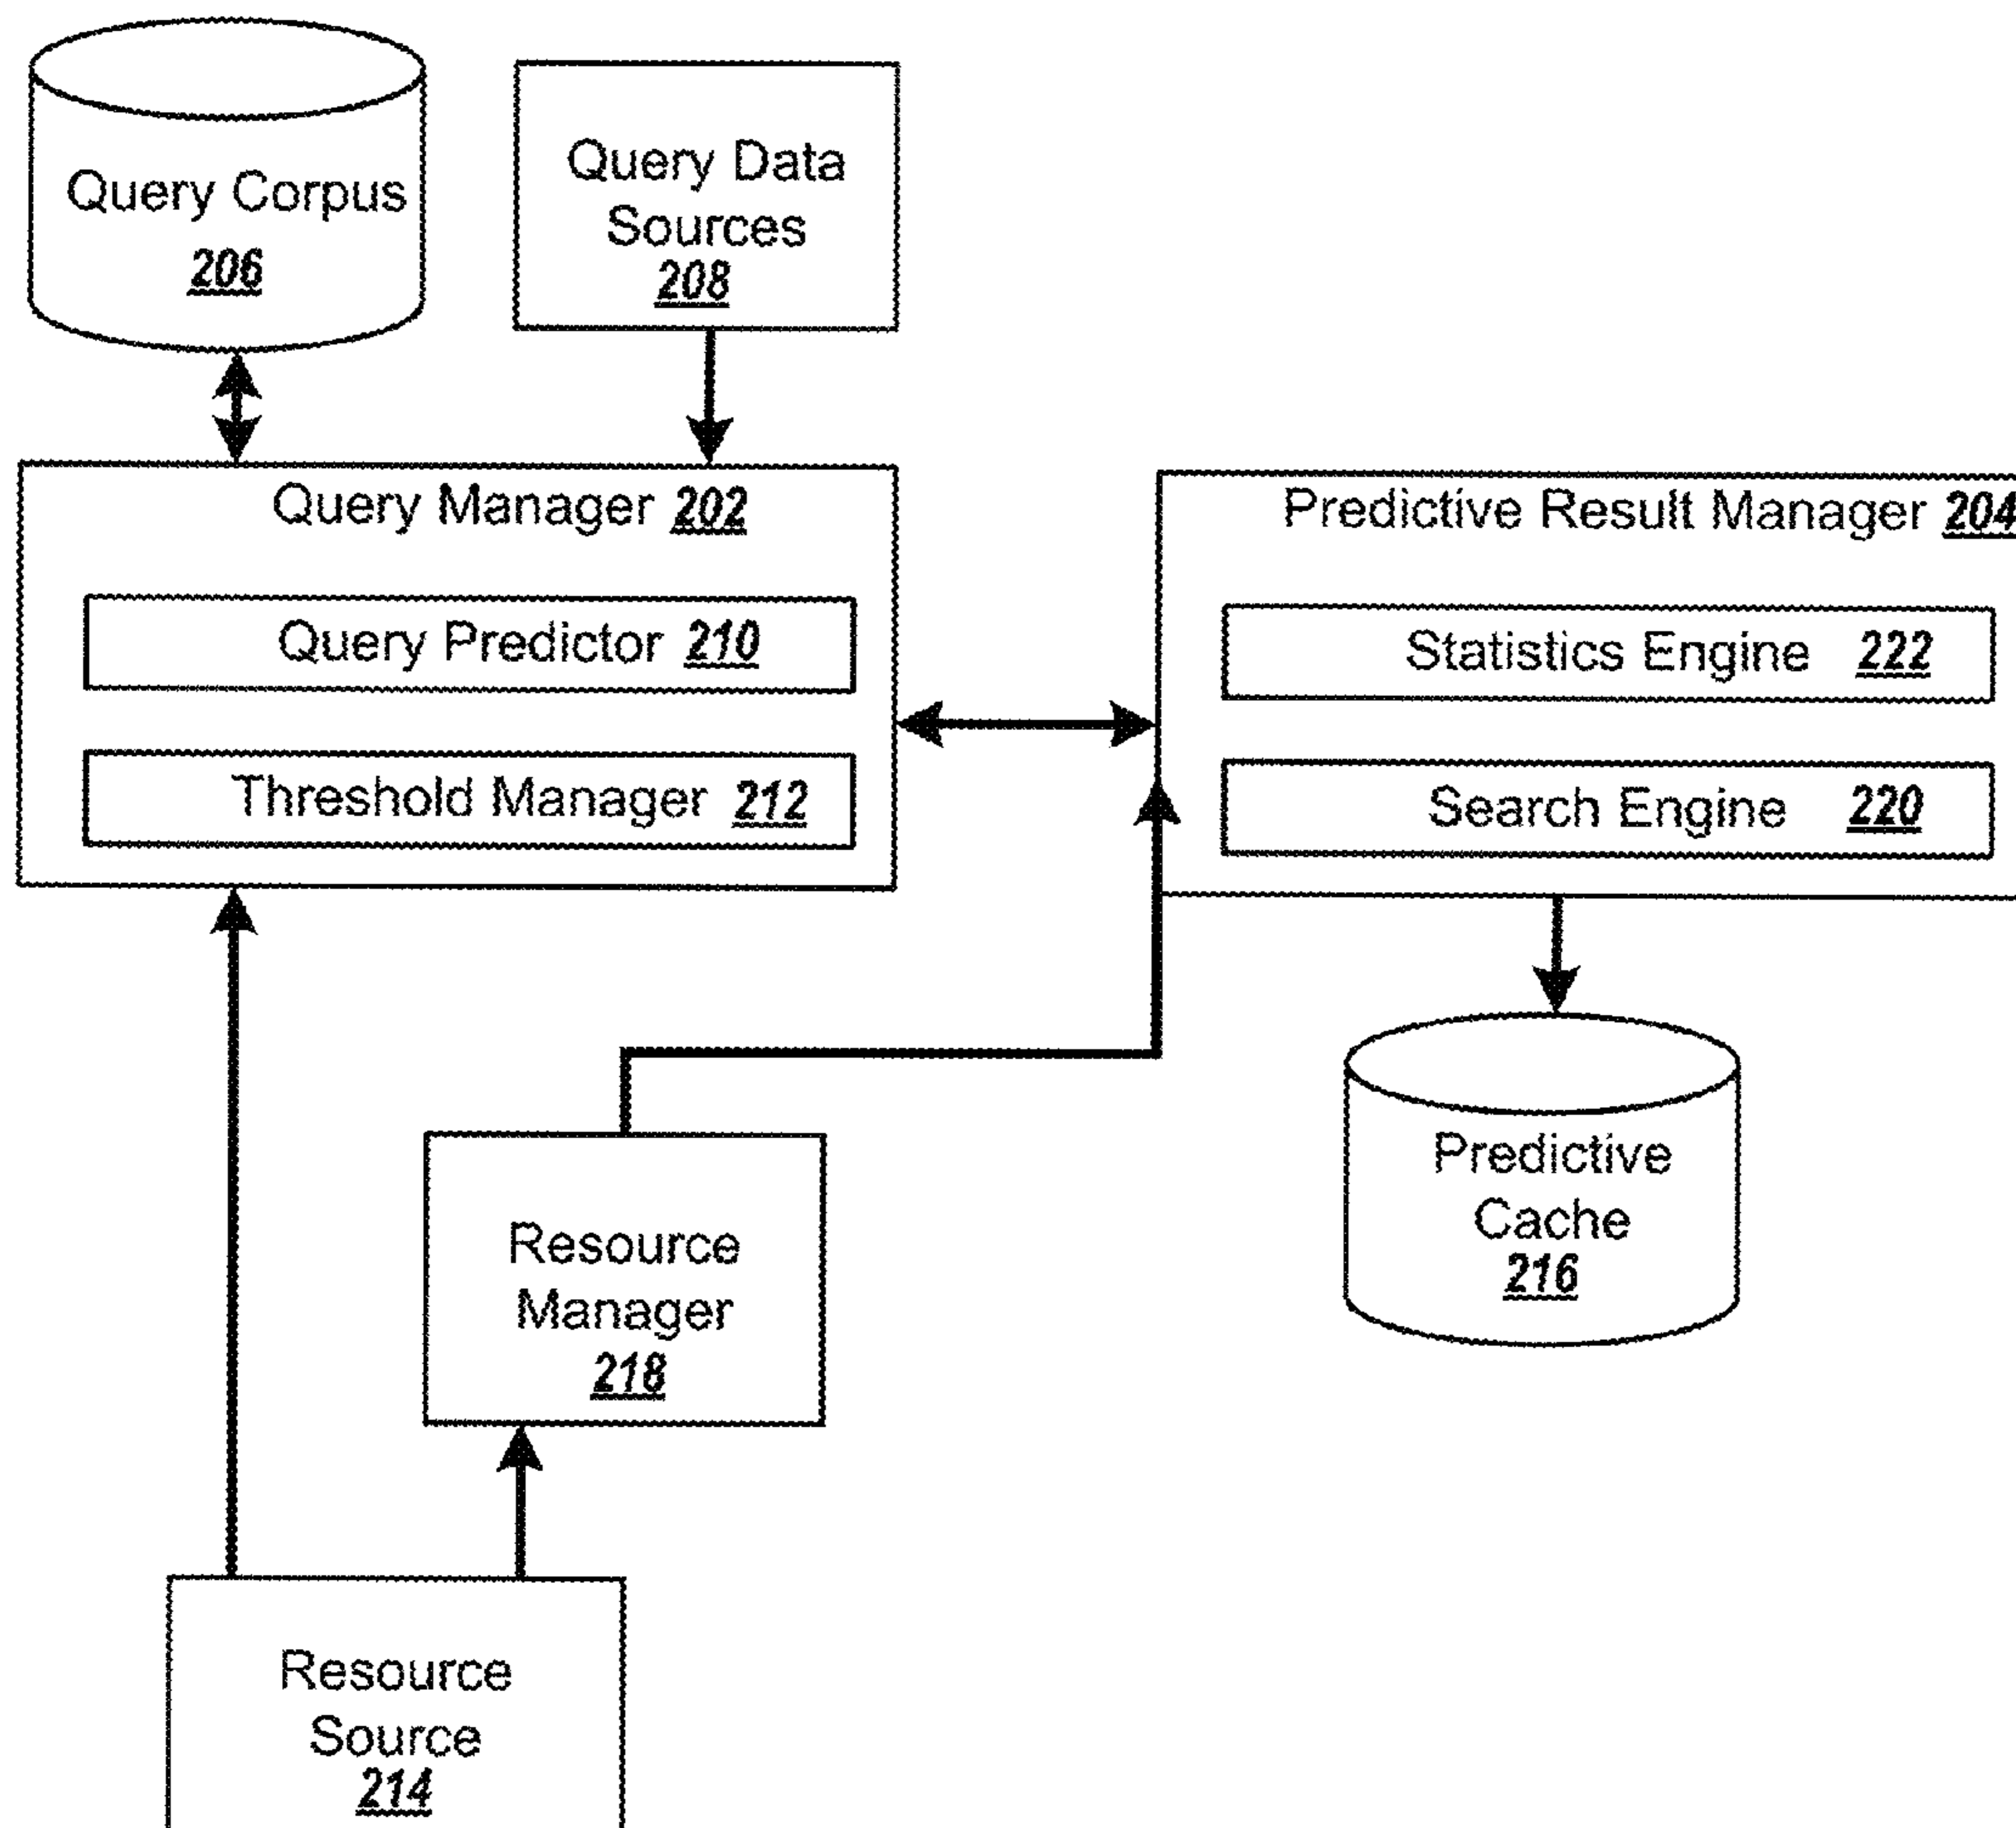 Query Corpus
206
Query Data
Sources
208
Query Manager 202
Query Predictor 210
Threshold Manager 212
Predictive Result Manager 204
Statistics Engine 222
Search Engine 220
Resource
Manager
218
Predictive
Cache
216
Resource
Source
214